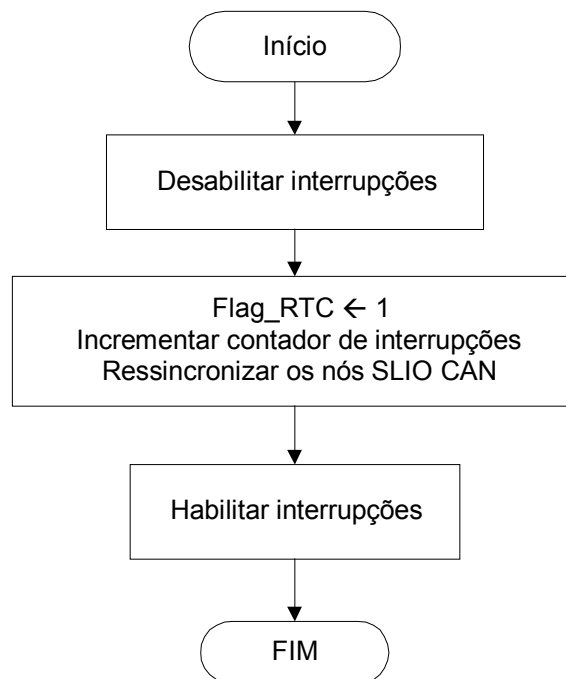 Início
Desabilitar interrupções
Flag_RTC ← 1
Incrementar contador de interrupções
Ressincronizar os nós SLIO CAN
Habilitar interrupções
FIM